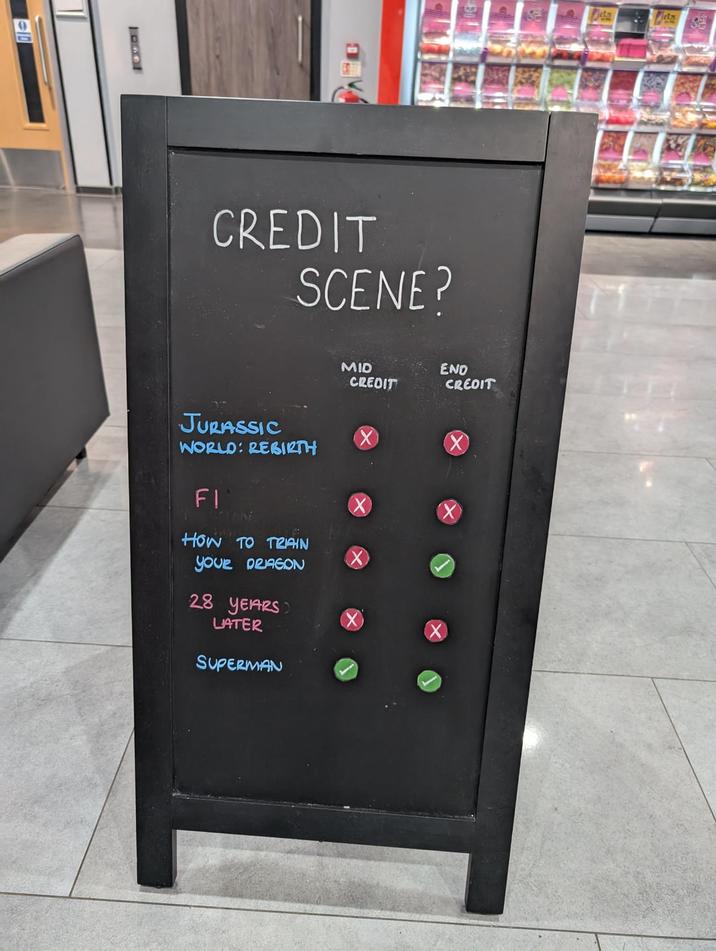 CREDIT
SCENE?
MID
CREDIT
END
CREDIT
JURASSIC
WORLD: REBIRTH
X X
F1
X X
HOW TO TRAIN
YOUR DRAGON
X ✓
28 YEARS
LATER
X X
SUPERMAN
✓ ✓